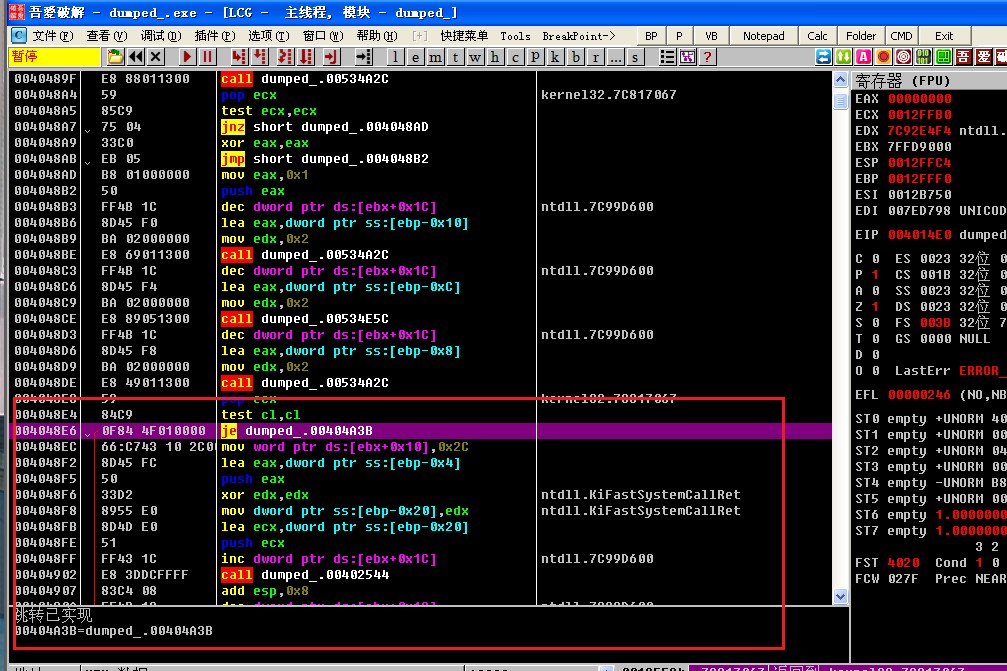 吾愛破解 - dumped_.exe - [LCG -  主线程, 模块 - dumped_]
C 文件(F) 查看(V) 调试(D) 插件(P) 选项(T) 窗口(W) 帮助(H) [+] 快捷菜单 Tools BreakPoint-> BP P VB Notepad Calc Folder CMD Exit
暂停 l e m t w h c p k b r ... s ?
0040489F E8 88011300 call dumped_.00534A2C
004048A4 59 pop ecx kernel32.7C817067
004048A5 85C9 test ecx,ecx
004048A7 75 04 jnz short dumped_.004048AD
004048A9 33C0 xor eax,eax
004048AB EB 05 jmp short dumped_.004048B2
004048AD B8 01000000 mov eax,0x1
004048B2 50 push eax
004048B3 FF4B 1C dec dword ptr ds:[ebx+0x1C] ntdll.7C99D600
004048B6 8D45 F0 lea eax,dword ptr ss:[ebp-0x10]
004048B9 BA 02000000 mov edx,0x2
004048BE E8 69011300 call dumped_.00534A2C
004048C3 FF4B 1C dec dword ptr ds:[ebx+0x1C] ntdll.7C99D600
004048C6 8D45 F4 lea eax,dword ptr ss:[ebp-0xC]
004048C9 BA 02000000 mov edx,0x2
004048CE E8 89051300 call dumped_.00534E5C
004048D3 FF4B 1C dec dword ptr ds:[ebx+0x1C] ntdll.7C99D600
004048D6 8D45 F8 lea eax,dword ptr ss:[ebp-0x8]
004048D9 BA 02000000 mov edx,0x2
004048DE E8 49011300 call dumped_.00534A2C
004048E3 59 pop ecx kernel32.7C817067
004048E4 84C9 test cl,cl
004048E6 0F84 4F010000 je dumped_.00404A3B
004048EC 66:C743 10 2C0 mov word ptr ds:[ebx+0x10],0x2C
004048F2 8D45 FC lea eax,dword ptr ss:[ebp-0x4]
004048F5 50 push eax
004048F6 33D2 xor edx,edx ntdll.KiFastSystemCallRet
004048F8 8955 E0 mov dword ptr ss:[ebp-0x20],edx ntdll.KiFastSystemCallRet
004048FB 8D4D E0 lea ecx,dword ptr ss:[ebp-0x20]
004048FE 51 push ecx
004048FF FF43 1C inc dword ptr ds:[ebx+0x1C] ntdll.7C99D600
00404902 E8 3DDCFFFF call dumped_.00402544
00404907 83C4 08 add esp,0x8
跳转已实现
00404A3B=dumped_.00404A3B
寄存器 (FPU)
EAX 00000000
ECX 0012FFB0
EDX 7C92E4F4 ntdll.
EBX 7FFD9000
ESP 0012FFC4
EBP 0012FFF0
ESI 0012B750
EDI 007ED798 UNICOD
EIP 004014E0 dumped
C 0 ES 0023 32位 0
P 1 CS 001B 32位 0
A 0 SS 0023 32位 0
Z 1 DS 0023 32位 0
S 0 FS 003B 32位 7
T 0 GS 0000 NULL
D 0
O 0 LastErr ERROR_
EFL 00000246 (NO,NB
ST0 empty +UNORM 40
ST1 empty +UNORM 00
ST2 empty +UNORM 04
ST3 empty +UNORM 00
ST4 empty -UNORM B8
ST5 empty +UNORM 00
ST6 empty 1.0000000
ST7 empty 1.0000000
3 2
FST 4020 Cond 1 0
FCW 027F Prec NEAR